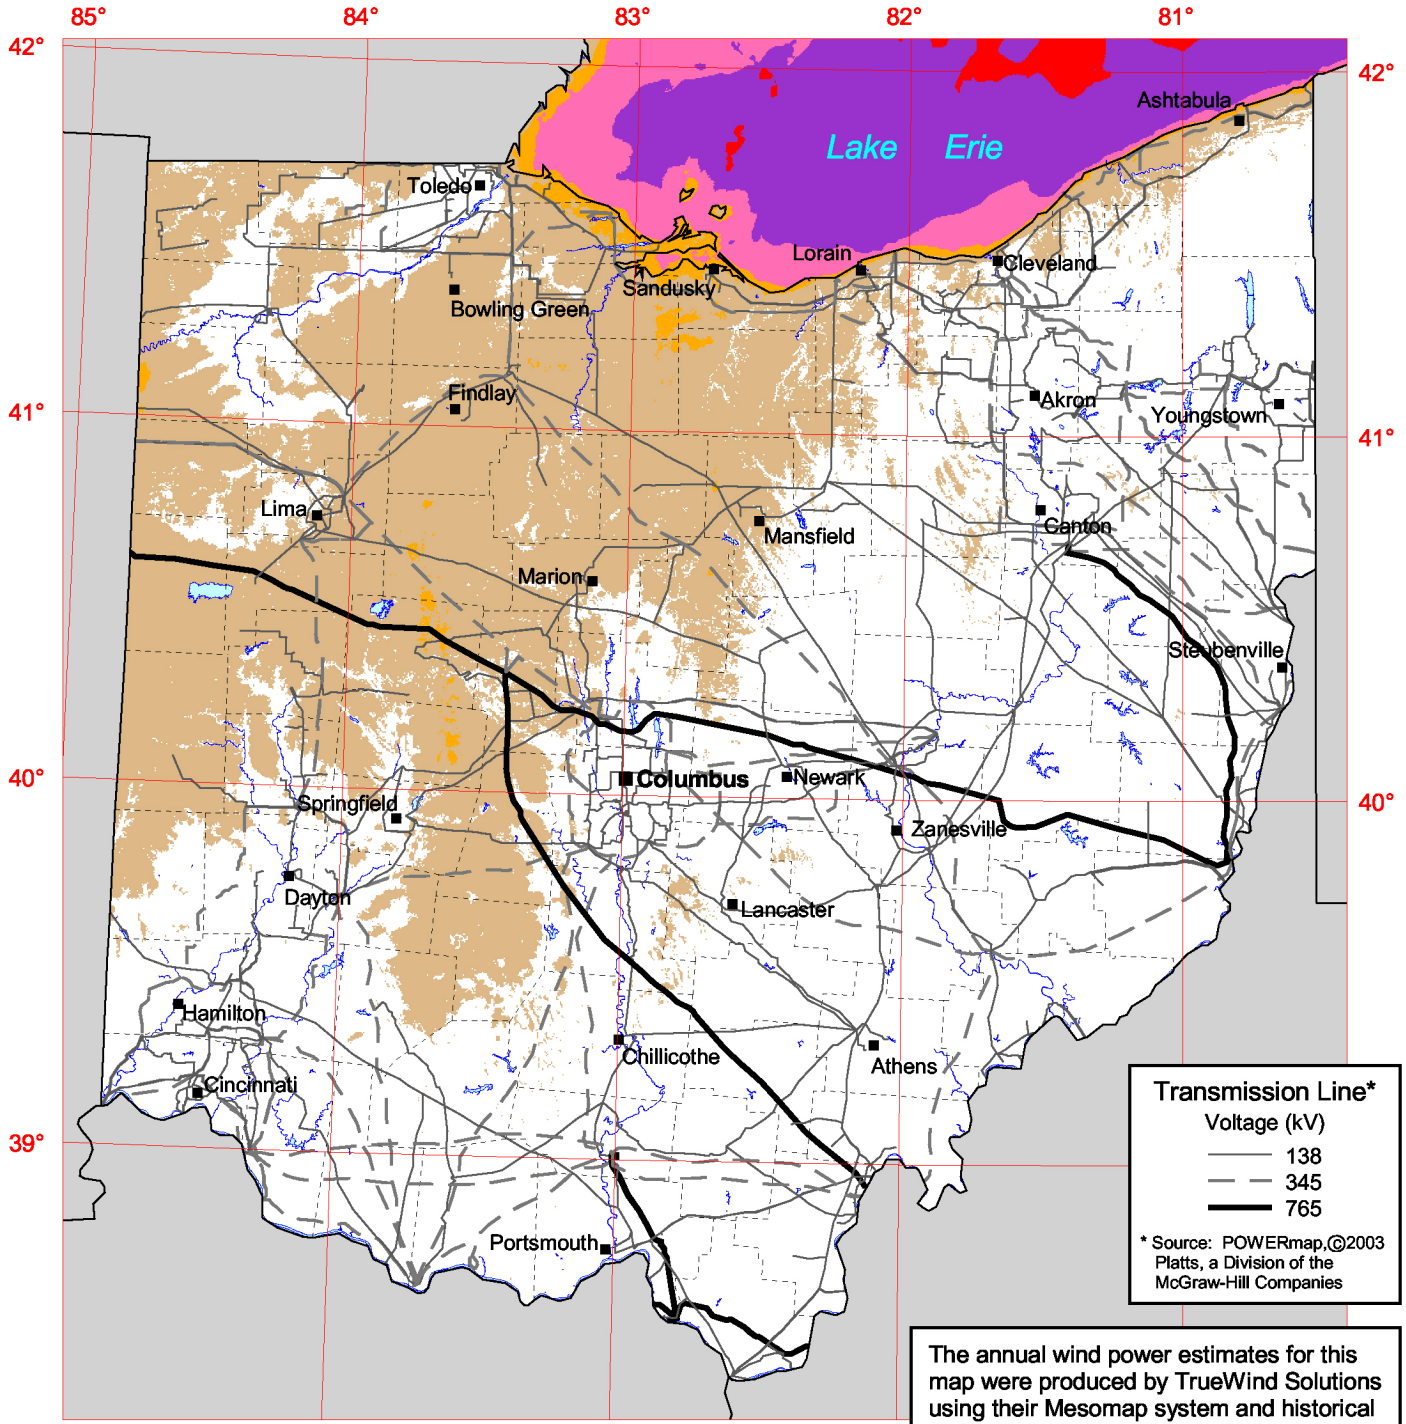 85° 84° 83° 82° 81°
42° 42°
Ashtabula
Lake Erie
Toledo
Lorain
Cleveland
Sandusky
Bowling Green
Findlay
Akron
41° Youngstown 41°
Lima
Mansfield
Canton
Marion
Steubenville
40° Columbus Newark 40°
Springfield
Zanesville
Dayton
Lancaster
Hamilton
Chillicothe
Athens
Cincinnati
39°
Portsmouth
Transmission Line*
Voltage (kV)
138
345
765
* Source: POWERmap,©2003
Platts, a Division of the
McGraw-Hill Companies
The annual wind power estimates for this
map were produced by TrueWind Solutions
using their Mesomap system and historical